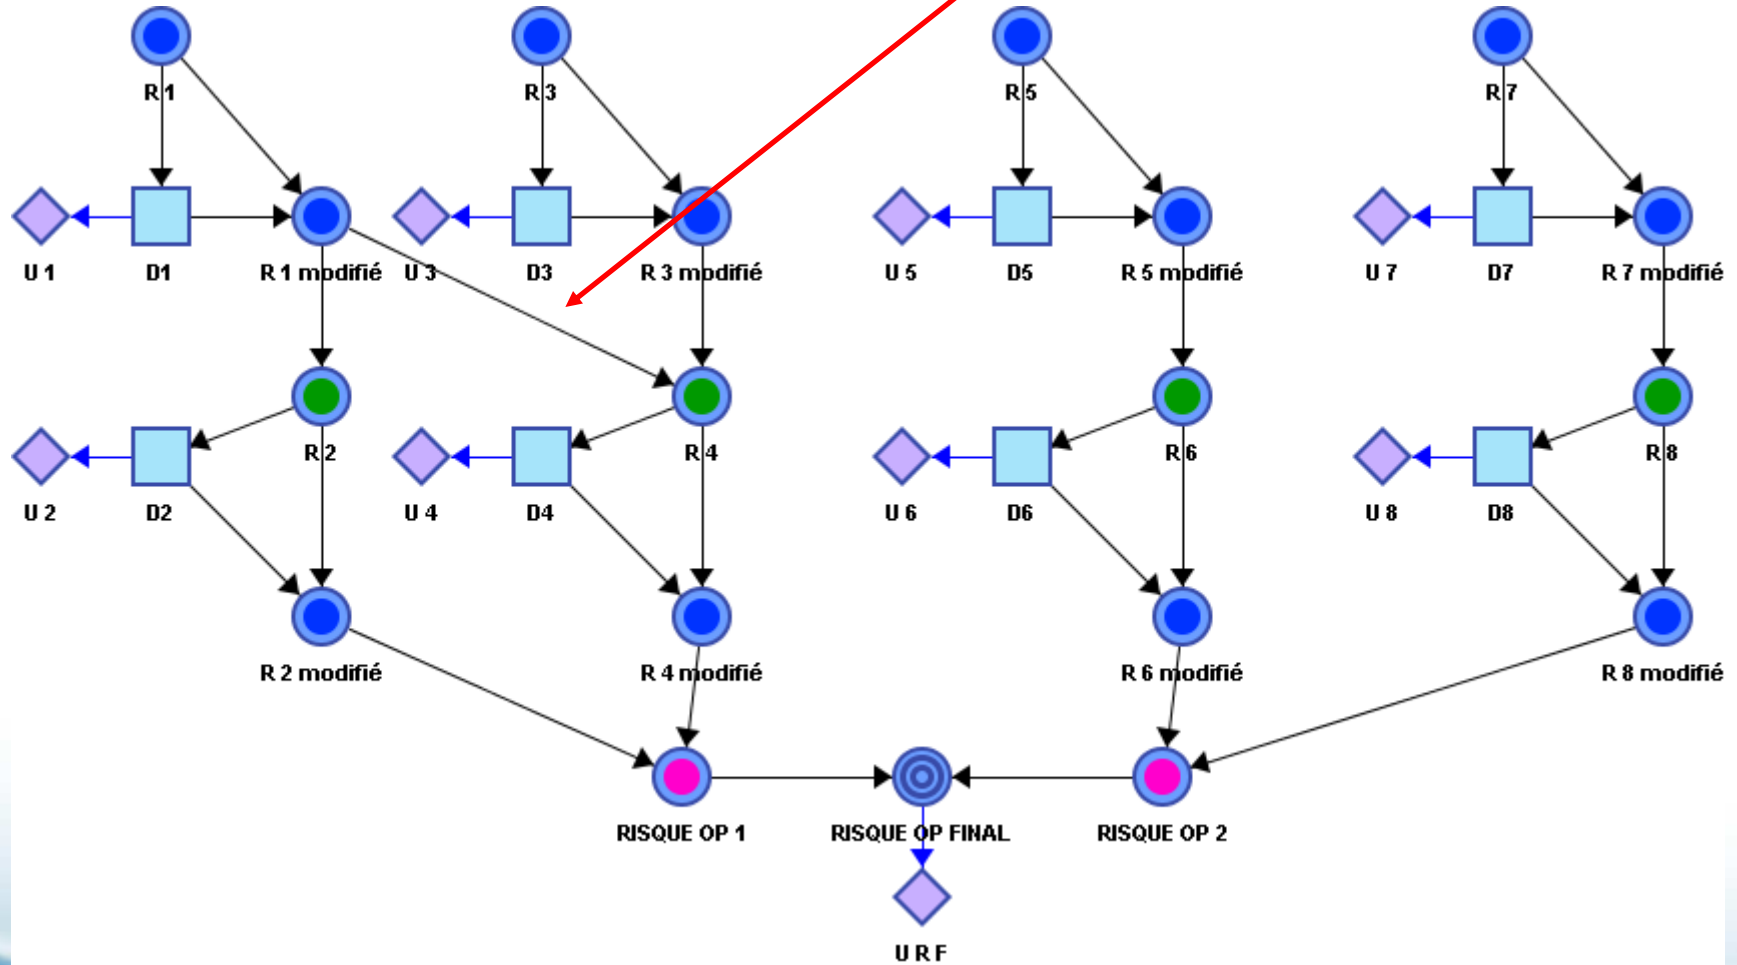 R 1
R 3
R 5
R 7
U 1
D1
R 1 modifié
U 3
D3
R 3 modifié
U 5
D5
R 5 modifié
U 7
D7
R 7 modifié
R 2
R 4
R 6
R 8
U 2
D2
U 4
D4
U 6
D6
U 8
D8
R 2 modifié
R 4 modifié
R 6 modifié
R 8 modifié
RISQUE OP 1
RISQUE OP FINAL
RISQUE OP 2
U R F